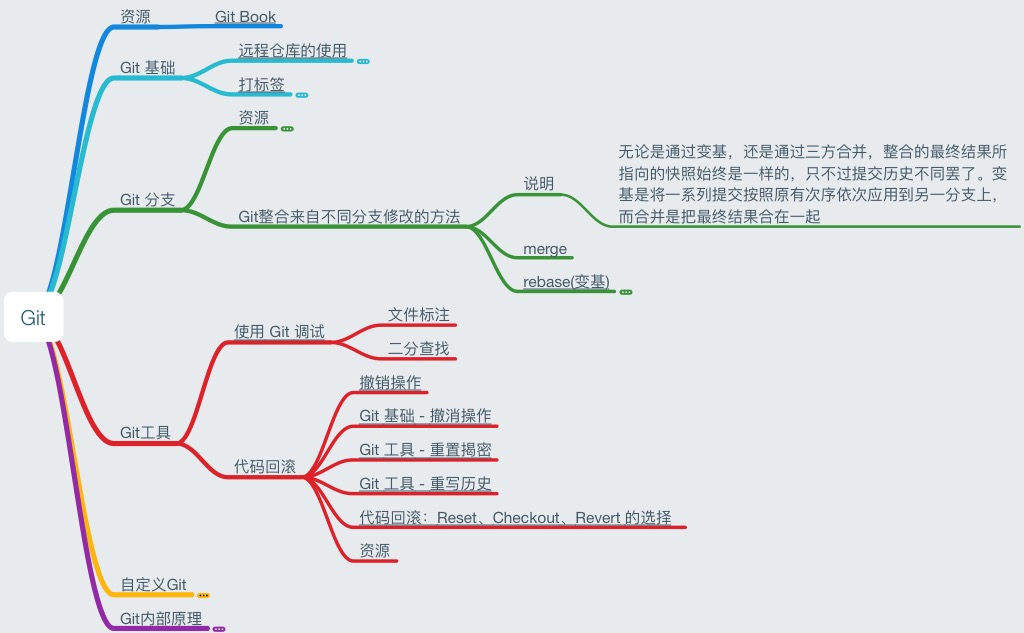 资源
Git Book
Git 基础
远程仓库的使用
打标签
Git 分支
资源
Git整合来自不同分支修改的方法
说明
无论是通过变基，还是通过三方合并，整合的最终结果所
指向的快照始终是一样的，只不过提交历史不同罢了。变
基是将一系列提交按照原有次序依次应用到另一分支上，
而合并是把最终结果合在一起
merge
rebase(变基)
Git
Git工具
使用 Git 调试
文件标注
二分查找
代码回滚
撤销操作
Git 基础 - 撤消操作
Git 工具 - 重置揭密
Git 工具 - 重写历史
代码回滚：Reset、Checkout、Revert 的选择
资源
自定义Git
Git内部原理